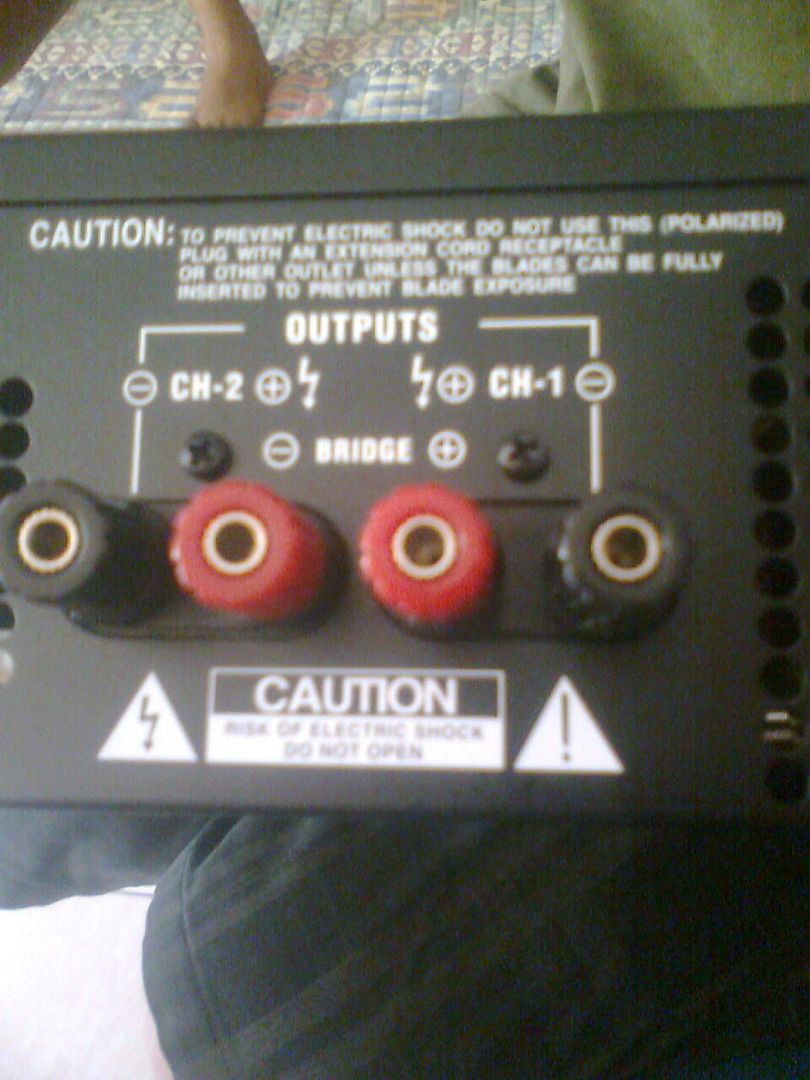 CAUTION: TO PREVENT ELECTRIC SHOCK DO NOT USE THIS (POLARIZED)
PLUG WITH AN EXTENSION CORD RECEPTACLE
OR OTHER OUTLET UNLESS THE BLADES CAN BE FULLY
INSERTED TO PREVENT BLADE EXPOSURE
OUTPUTS
⊖ CH-2 ⊕ ⊕ CH-1 ⊖
⊖ BRIDGE ⊕
CAUTION
RISK OF ELECTRIC SHOCK
DO NOT OPEN